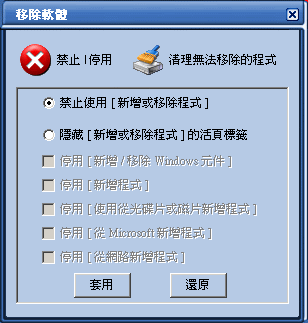 移除軟體
禁止 | 停用 清理無法移除的程式
禁止使用 [ 新增或移除程式 ]
隱藏 [ 新增或移除程式 ] 的活頁標籤
停用 [ 新增 / 移除 Windows 元件 ]
停用 [ 新增程式 ]
停用 [ 使用從光碟片或磁片新增程式 ]
停用 [ 從 Microsoft 新增程式 ]
停用 [ 從網路新增程式 ]
套用 還原